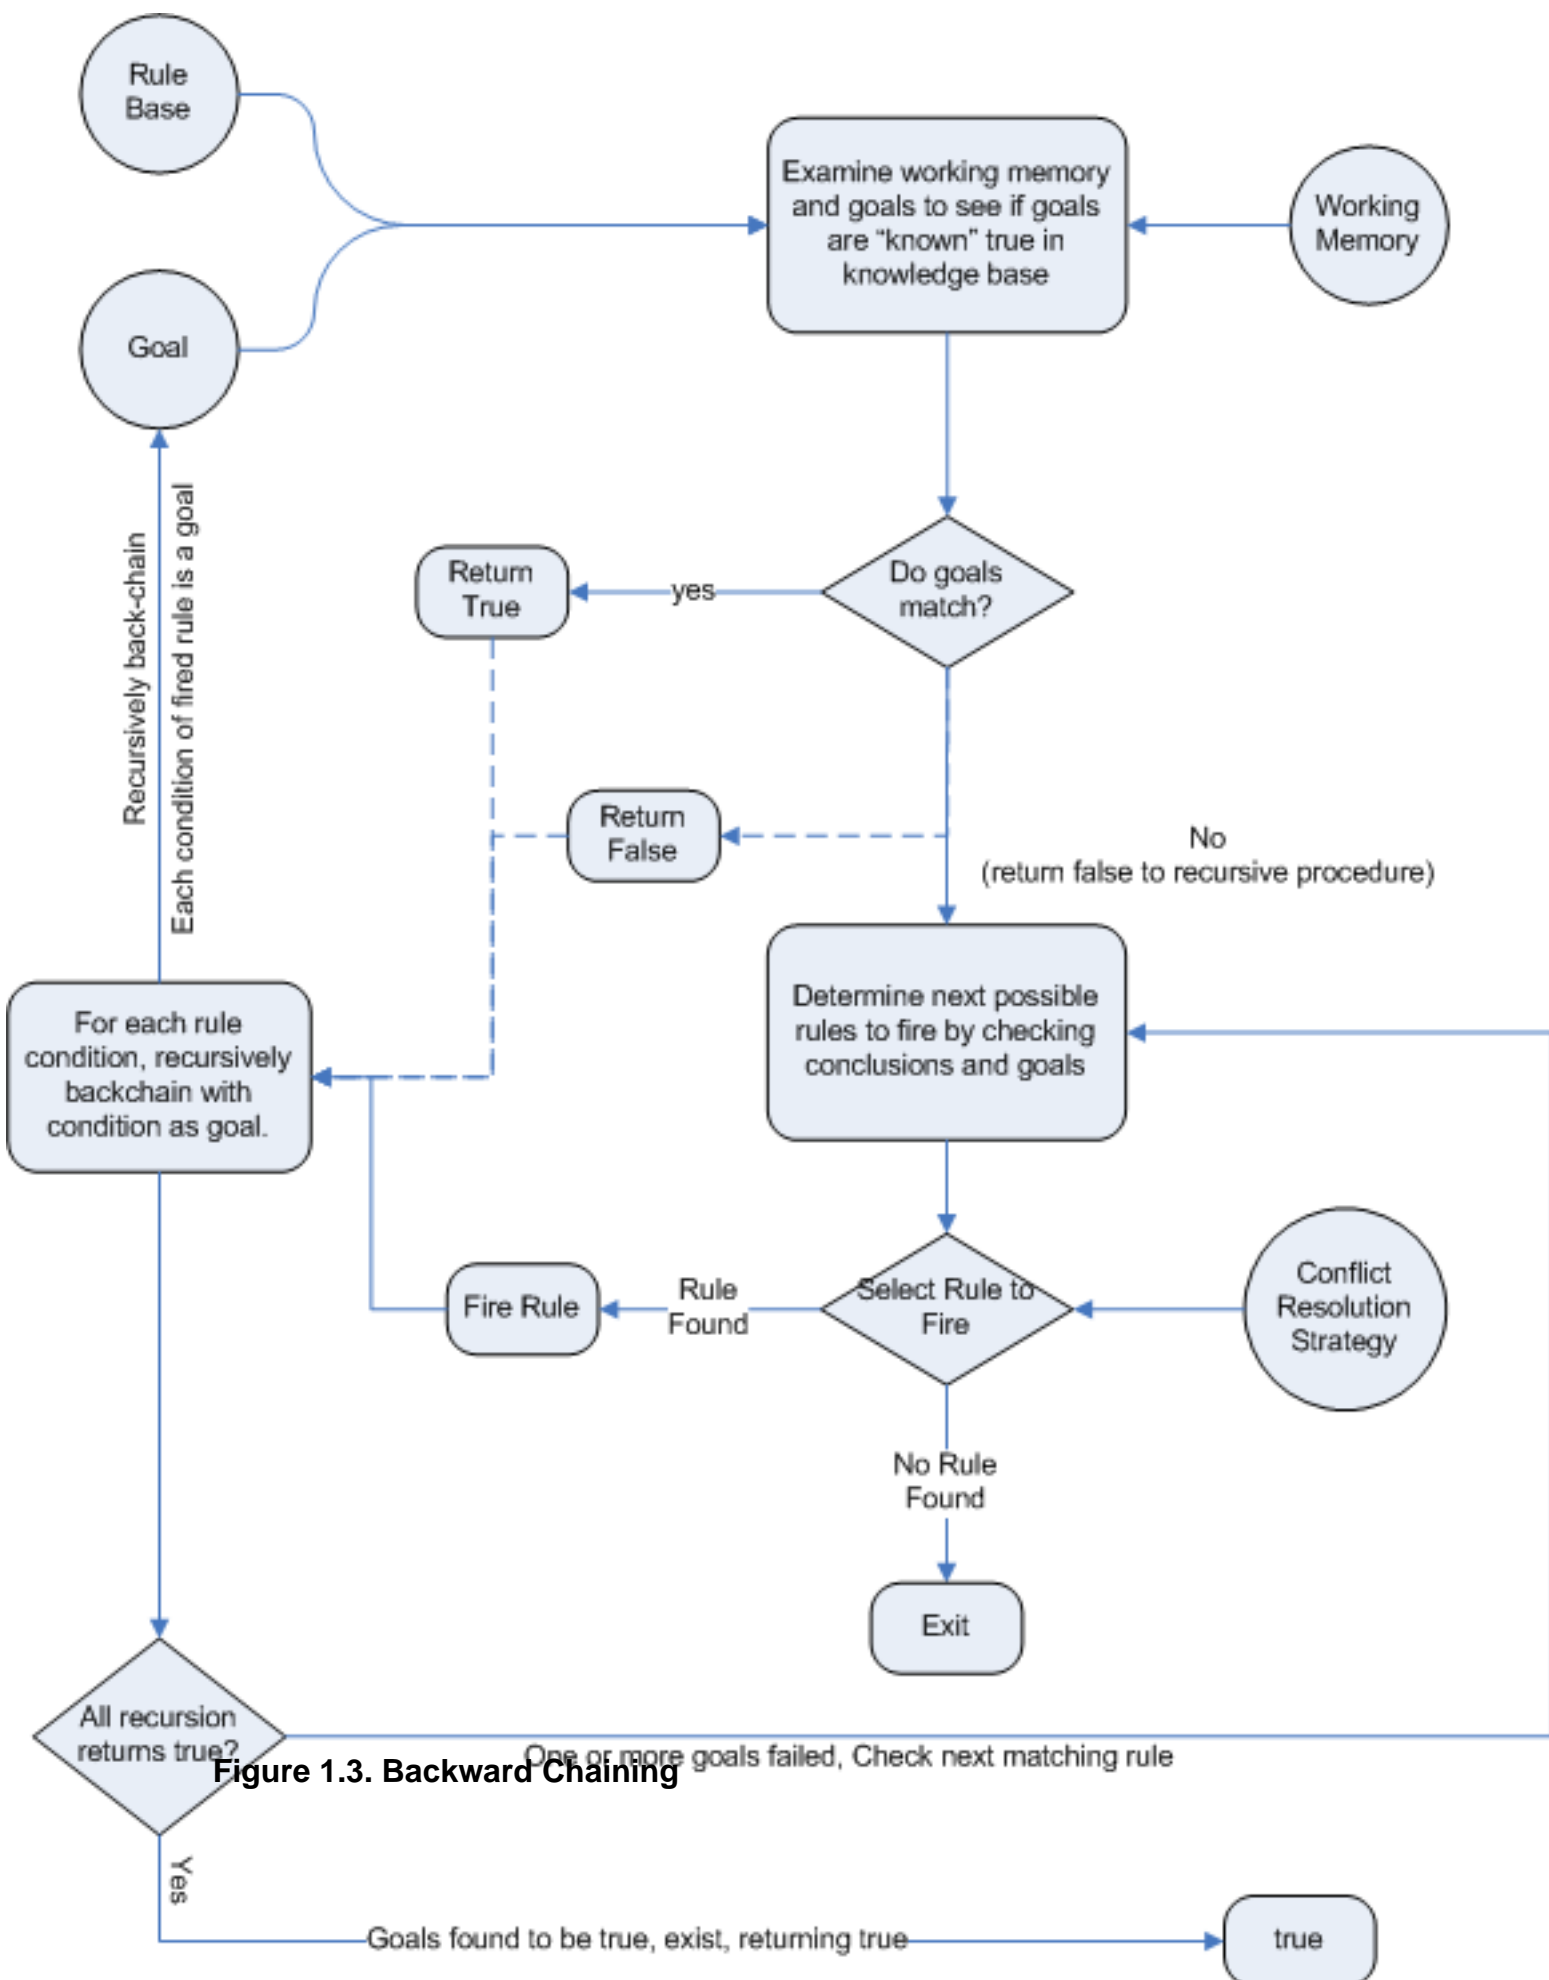 Rule
Base
Examine working memory
and goals to see if goals
are “known” true in
knowledge base
Working
Memory
Goal
Recursively back-chain
Each condition of fired rule is a goal
Return
True
yes
Do goals
match?
Return
False
No
(return false to recursive procedure)
For each rule
condition, recursively
backchain with
condition as goal.
Determine next possible
rules to fire by checking
conclusions and goals
Fire Rule
Rule
Found
Select Rule to
Fire
Conflict
Resolution
Strategy
No Rule
Found
Exit
All recursion
returns true?
One or more goals failed, Check next matching rule
Figure 1.3. Backward Chaining
Yes
Goals found to be true, exist, returning true
true